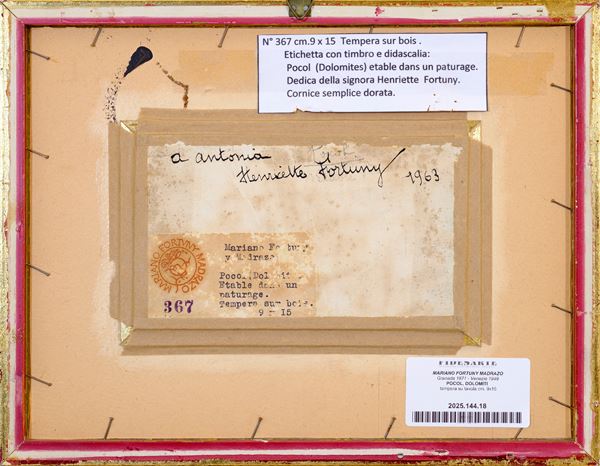 N° 367 cm.9 x 15 Tempera sur bois .
Etichetta con timbro e didascalia:
Pocol (Dolomites) etable dans un paturage.
Dedica della signora Henriette Fortuny.
Cornice semplice dorata.
a antonia
Henriette Fortuny 1963
MARIANO FORTUNY MADRAZO
367
Mariano Fortuny
y Madrazo
Pocol
Etable dans un
paturage.
Tempera sur bois.
9 - 15
FIDESARTE
MARIANO FORTUNY MADRAZO
Granada 1871 - Venezia 1949
POCOL, DOLOMITI
tempera su tavola cm. 9x15
2025.144.18